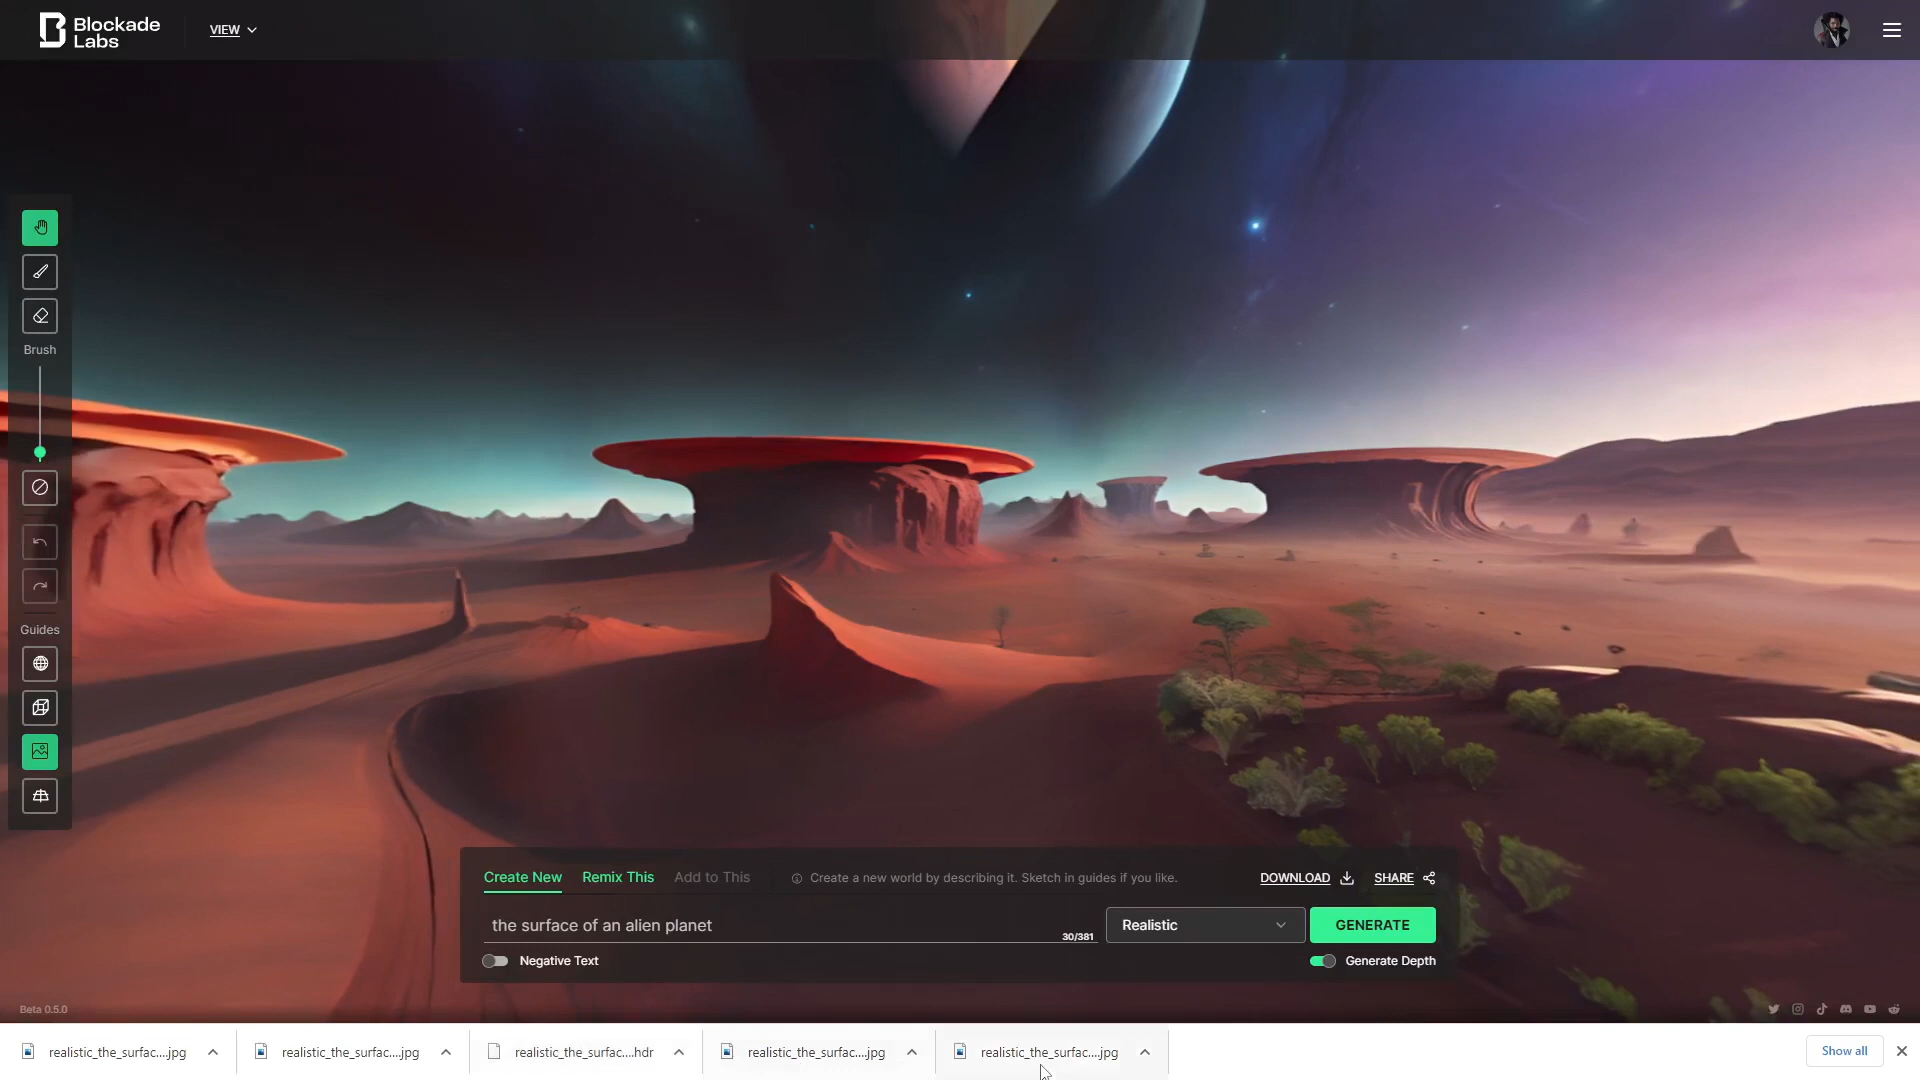 Blockade
Labs
VIEW
Brush
Guides
Create New
Remix This
Add to This
Create a new world by describing it. Sketch in guides if you like.
DOWNLOAD
SHARE
the surface of an alien planet
30/381
Realistic
GENERATE
Negative Text
Generate Depth
Beta 0.5.0
realistic_the_surfac....jpg
realistic_the_surfac....jpg
realistic_the_surfac....hdr
realistic_the_surfac....jpg
realistic_the_surfac....jpg
Show all